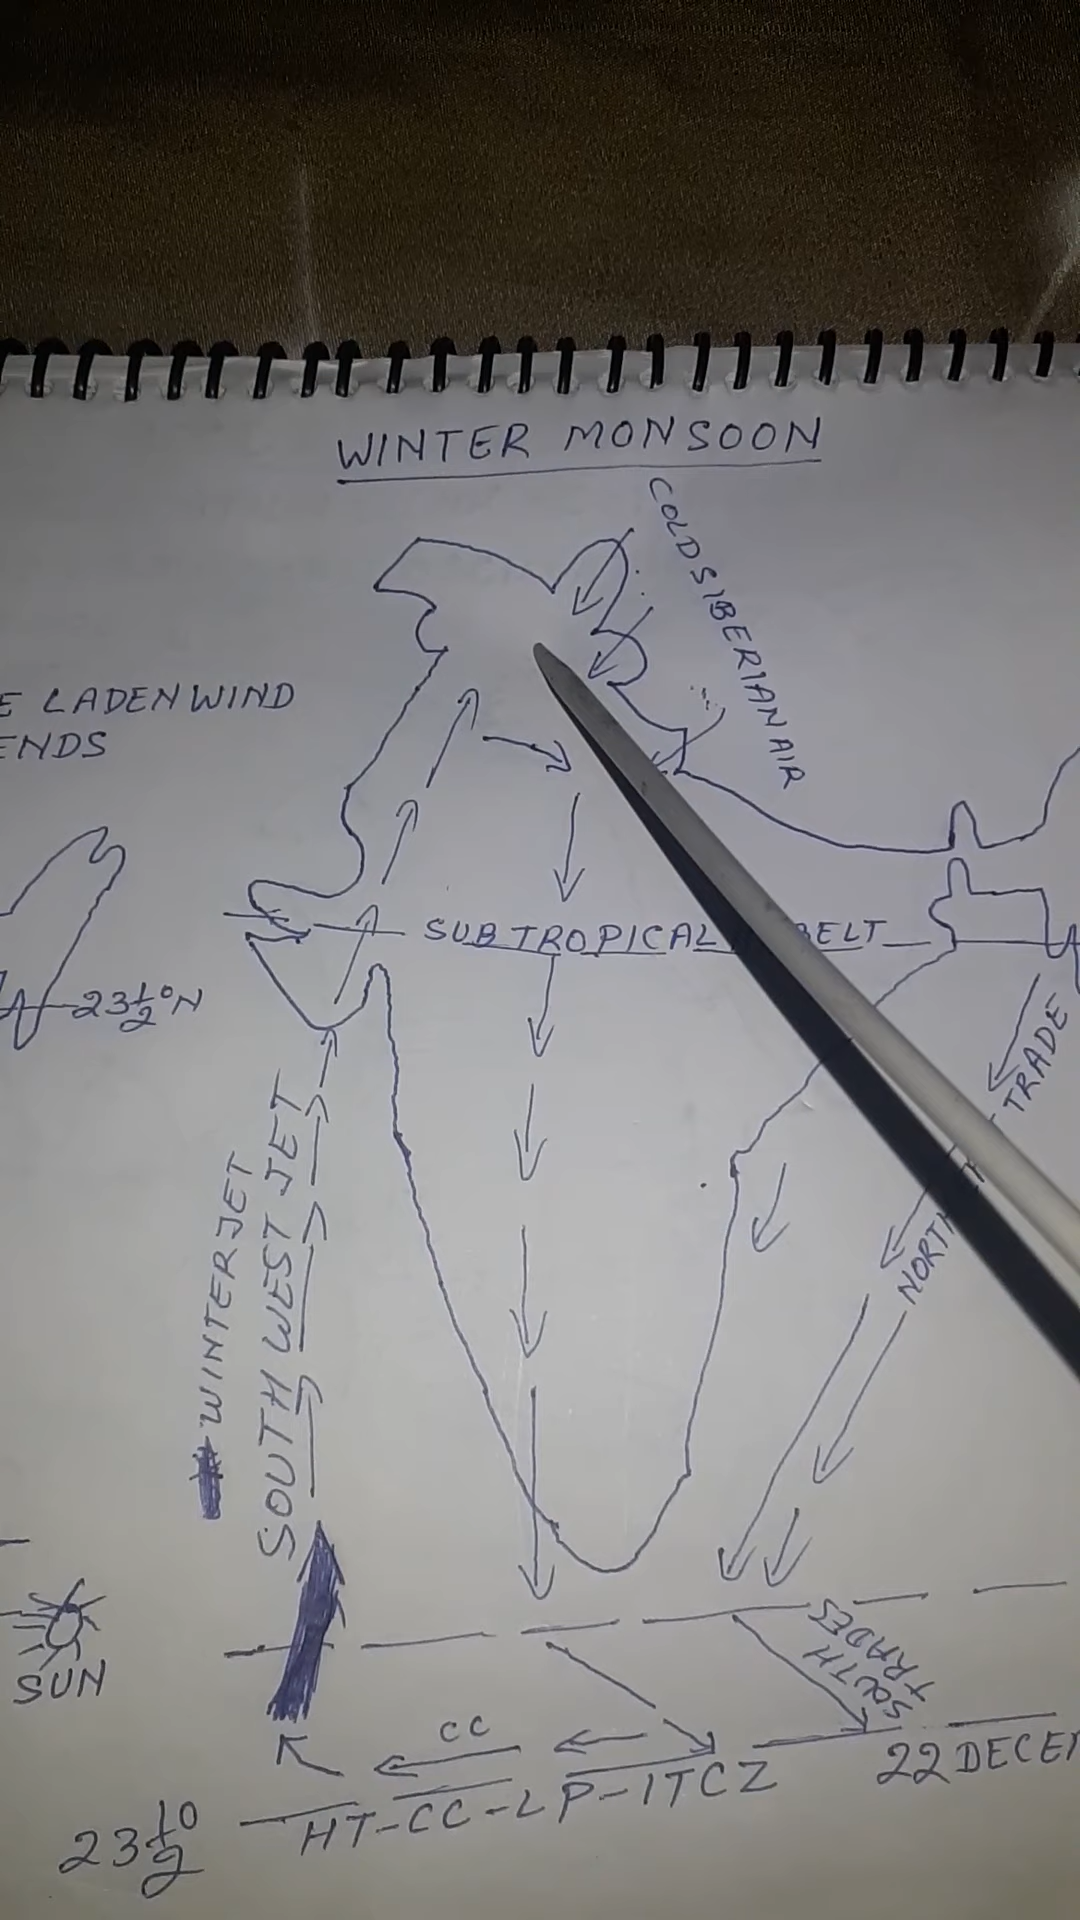 WINTER MONSOON
COLD SIBERIAN AIR
E LADEN WIND
ENDS
SUBTROPICAL BELT
23½°N
TRADE
NORTH
WINTER JET
SOUTH WEST JET
SOUTH
TRADES
SUN
CC
22 DECE
HT-CC-LP-ITCZ
23½°